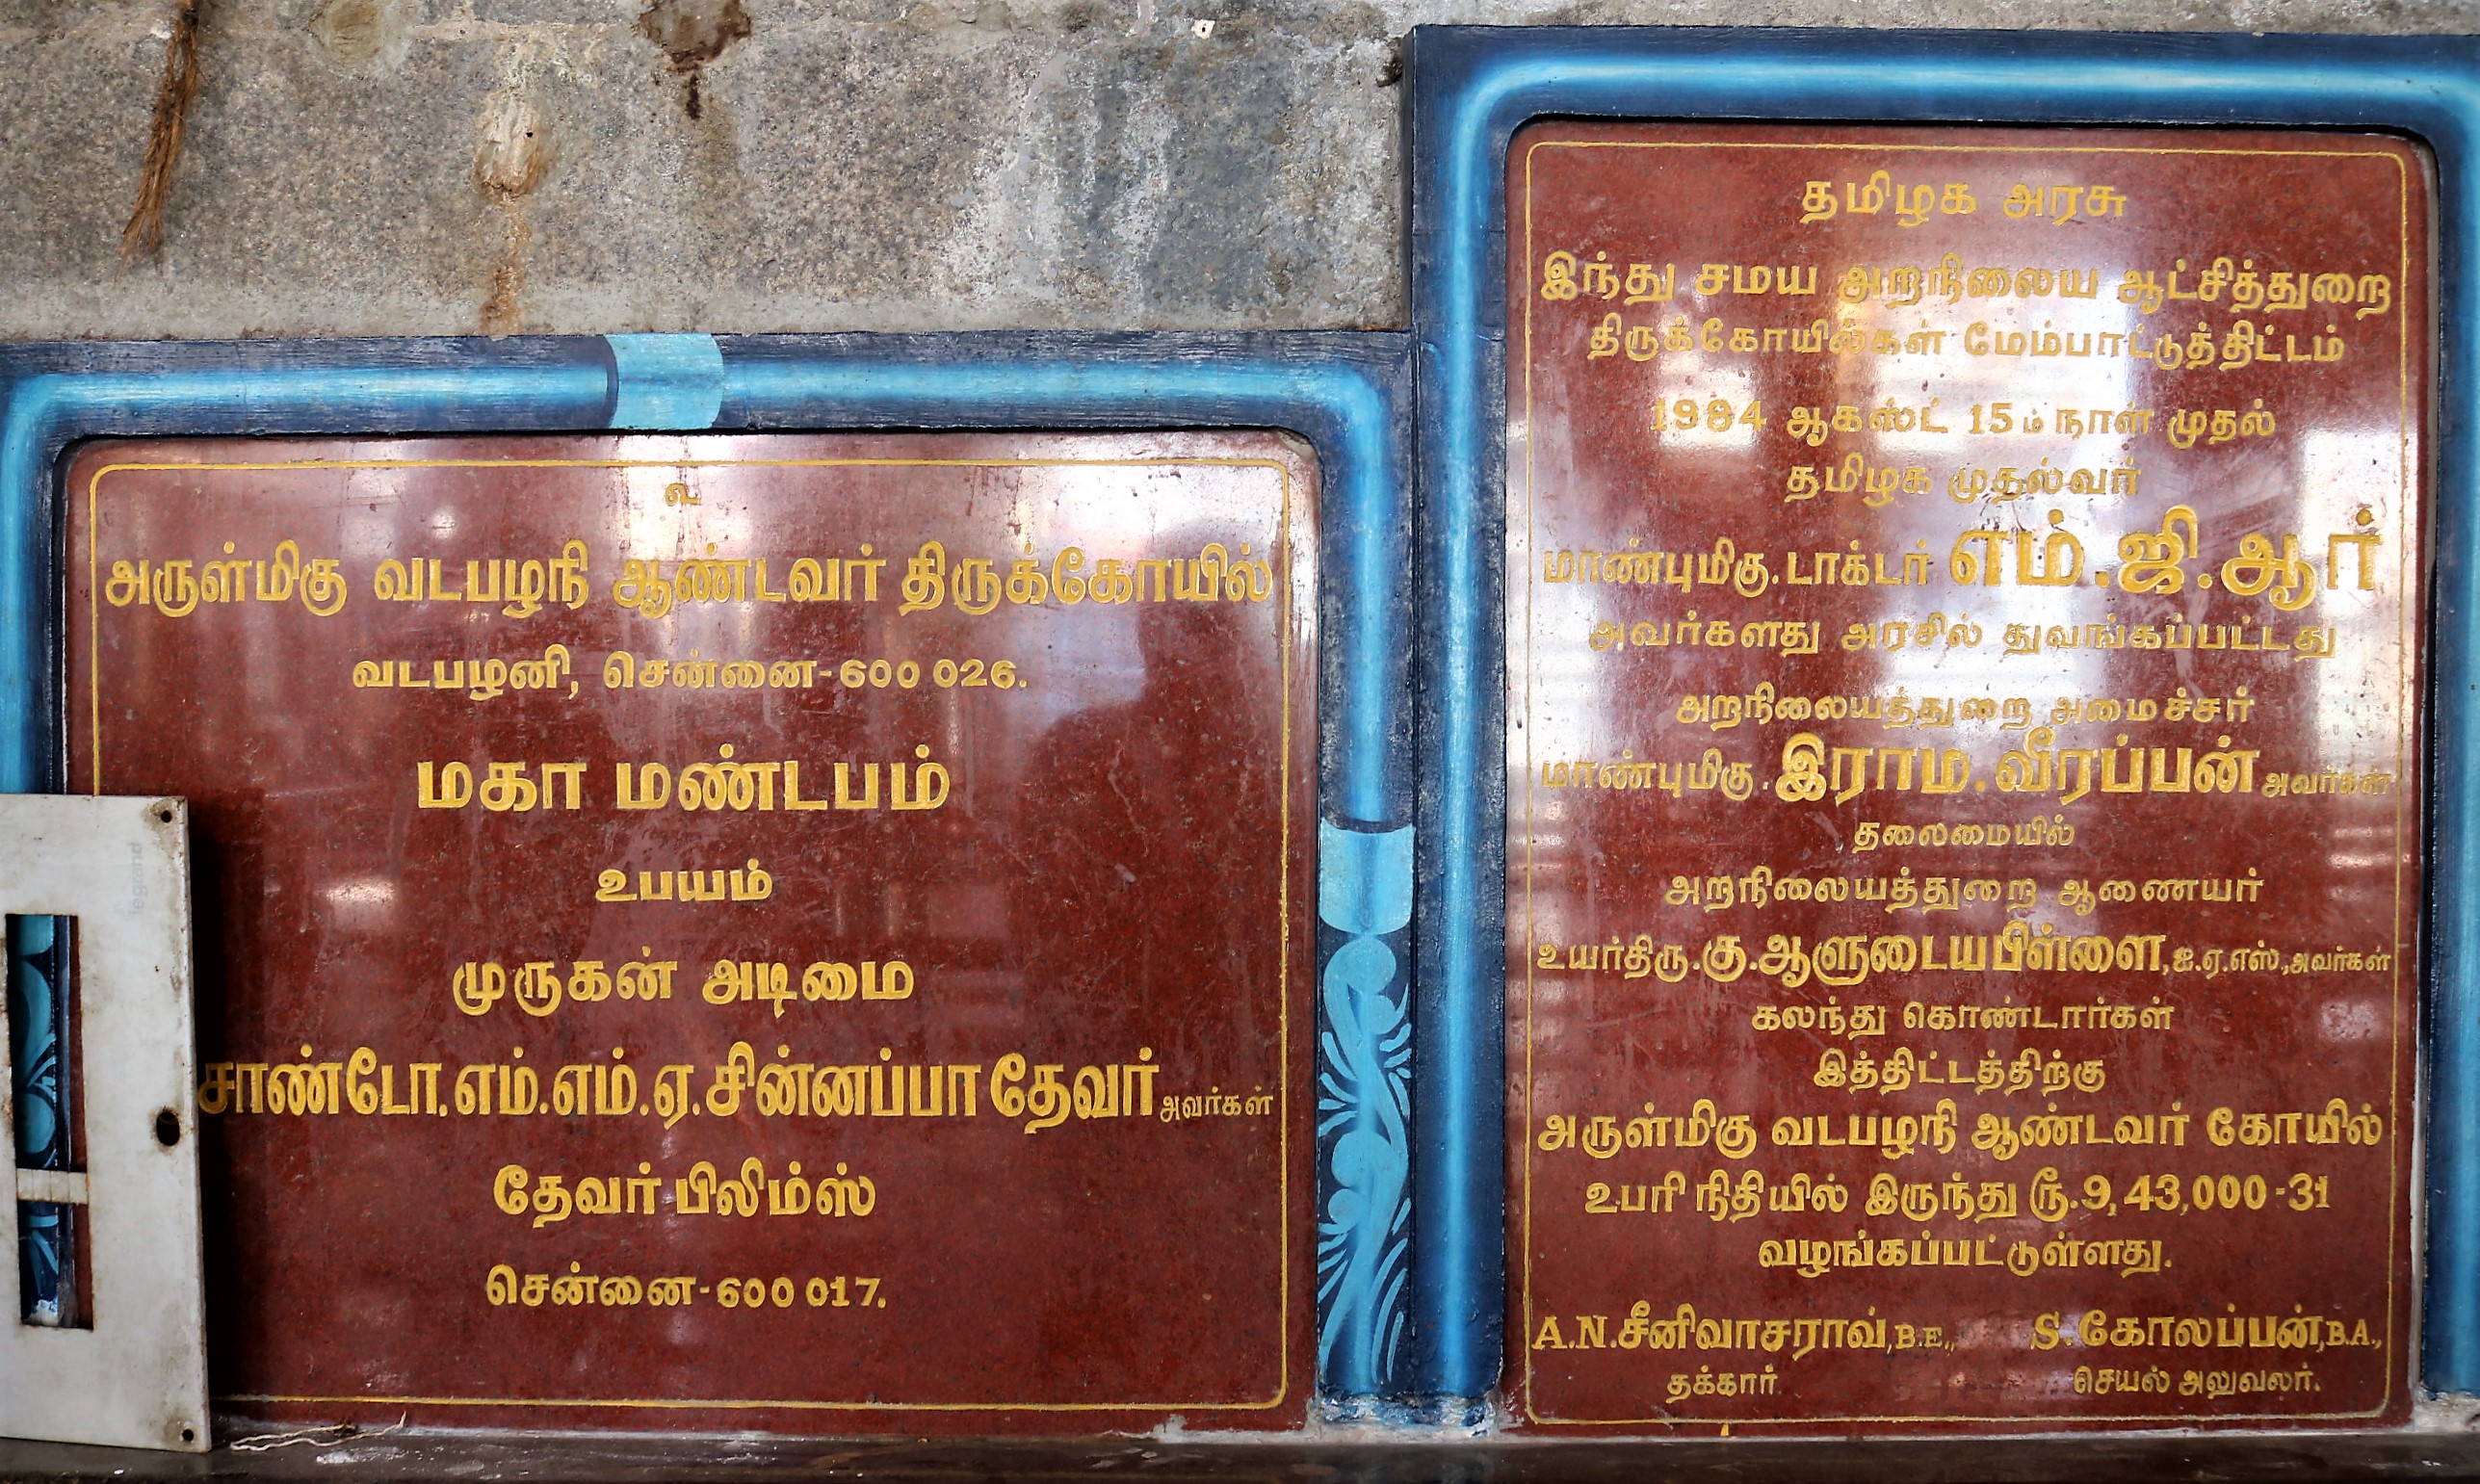 உ
அருள்மிகு வடபழநி ஆண்டவர் திருக்கோயில்
வடபழனி, சென்னை-600 026.
மகா மண்டபம்
உபயம்
முருகன் அடிமை
சாண்டோ.எம்.எம்.ஏ.சின்னப்பா தேவர் அவர்கள்
தேவர் பிலிம்ஸ்
சென்னை-600 017.
legrand
தமிழக அரசு
இந்து சமய அறநிலைய ஆட்சித்துறை
திருக்கோயில்கள் மேம்பாட்டுத்திட்டம்
1984 ஆகஸ்ட் 15ம் நாள் முதல்
தமிழக முதல்வர்
மாண்புமிகு.டாக்டர் எம்.ஜி.ஆர்
அவர்களது அரசில் துவங்கப்பட்டது
அறநிலையத்துறை அமைச்சர்
மாண்புமிகு.இராம.வீரப்பன் அவர்கள்
தலைமையில்
அறநிலையத்துறை ஆணையர்
உயர்திரு.கு.ஆளுடையபிள்ளை,ஐ.ஏ.எஸ்.,அவர்கள்
கலந்து கொண்டார்கள்
இத்திட்டத்திற்கு
அருள்மிகு வடபழநி ஆண்டவர் கோயில்
உபரி நிதியில் இருந்து ரூ.9,43,000-31
வழங்கப்பட்டுள்ளது.
A.N.சீனிவாசராவ்,B.E., S.கோலப்பன்,B.A.,
தக்கார் செயல் அலுவலர்.